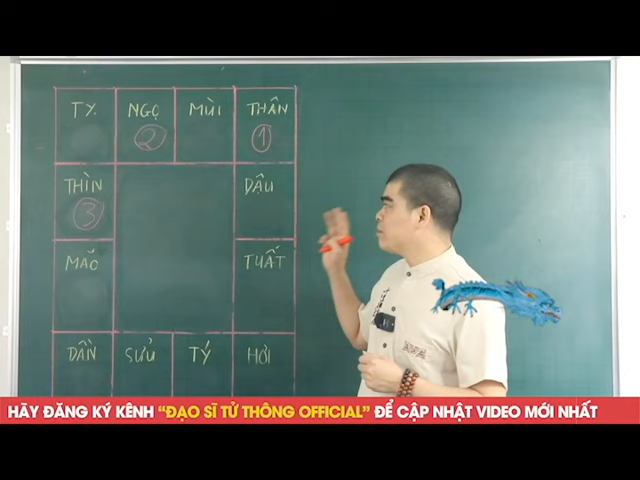 TỴ NGỌ MÙI THÂN
2 1
THÌN DẬU
3
MÃO TUẤT
DẦN SỬU TÝ HỢI
HÃY ĐĂNG KÝ KÊNH “ĐẠO SĨ TỬ THÔNG OFFICIAL” ĐỂ CẬP NHẬT VIDEO MỚI NHẤT